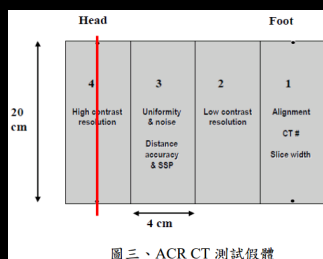 Head Foot
20 cm
4 3 2 1
High contrast resolution
Uniformity & noise
Distance accuracy & SSP
Low contrast resolution
Alignment
CT #
Slice width
4 cm
圖三、ACR CT 測試假體